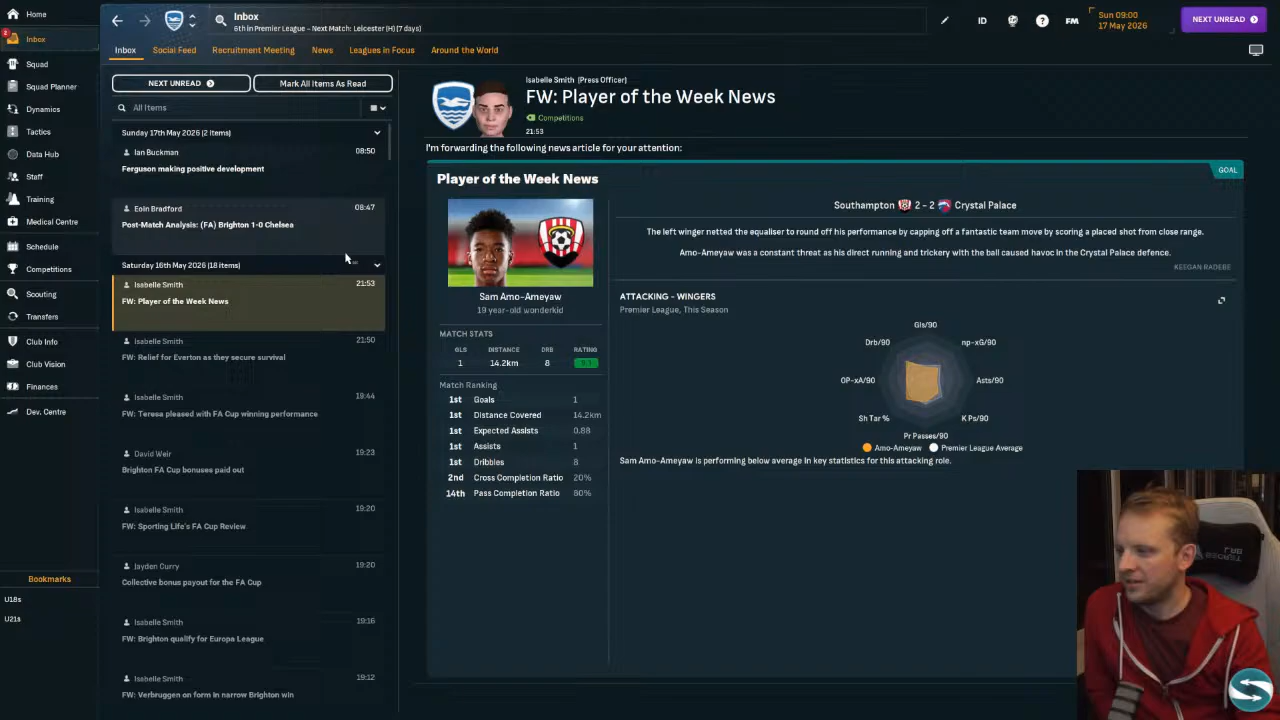 Home
2
Inbox
Squad
Squad Planner
Dynamics
Tactics
Data Hub
Staff
Training
Medical Centre
Schedule
Competitions
Scouting
Transfers
Club Info
Club Vision
Finances
Dev. Centre
Bookmarks
U18s
U21s
Inbox
6th in Premier League - Next Match: Leicester (H) [7 days]
ID
FM
Sun 09:00
17 May 2026
NEXT UNREAD
Inbox
Social Feed
Recruitment Meeting
News
Leagues in Focus
Around the World
NEXT UNREAD
Mark All Items As Read
All Items
Sunday 17th May 2026 (2 Items)
Ian Buckman
08:50
Ferguson making positive development
Eoin Bradford
08:47
Post-Match Analysis: (FA) Brighton 1-0 Chelsea
Saturday 16th May 2026 (18 items)
Isabelle Smith
21:53
FW: Player of the Week News
Isabelle Smith
21:50
FW: Relief for Everton as they secure survival
Isabelle Smith
19:44
FW: Teresa pleased with FA Cup winning performance
David Weir
19:23
Brighton FA Cup bonuses paid out
Isabelle Smith
19:20
FW: Sporting Life's FA Cup Review
Jayden Curry
19:20
Collective bonus payout for the FA Cup
Isabelle Smith
19:16
FW: Brighton qualify for Europa League
Isabelle Smith
19:12
FW: Verbruggen on form in narrow Brighton win
Isabelle Smith (Press Officer)
FW: Player of the Week News
Competitions
21:53
I'm forwarding the following news article for your attention:
GOAL
Player of the Week News
Sam Amo-Ameyaw
19 year-old wonderkid
MATCH STATS
GLS DISTANCE DRB RATING
1 14.2km 8
Match Ranking
1st Goals 1
1st Distance Covered 14.2km
1st Expected Assists 0.88
1st Assists 1
1st Dribbles 8
2nd Cross Completion Ratio 20%
14th Pass Completion Ratio 80%
Southampton 2 - 2 Crystal Palace
The left winger netted the equaliser to round off his performance by capping off a fantastic team move by scoring a placed shot from close range.
Amo-Ameyaw was a constant threat as his direct running and trickery with the ball caused havoc in the Crystal Palace defence.
KEEGAN RADEBE
ATTACKING - WINGERS
Premier League, This Season
Gls/90
Drb/90
np-xG/90
OP-xA/90
Asts/90
Sh Tar %
K Ps/90
Pr Passes/90
Amo-Ameyaw
Premier League Average
Sam Amo-Ameyaw is performing below average in key statistics for this attacking role.